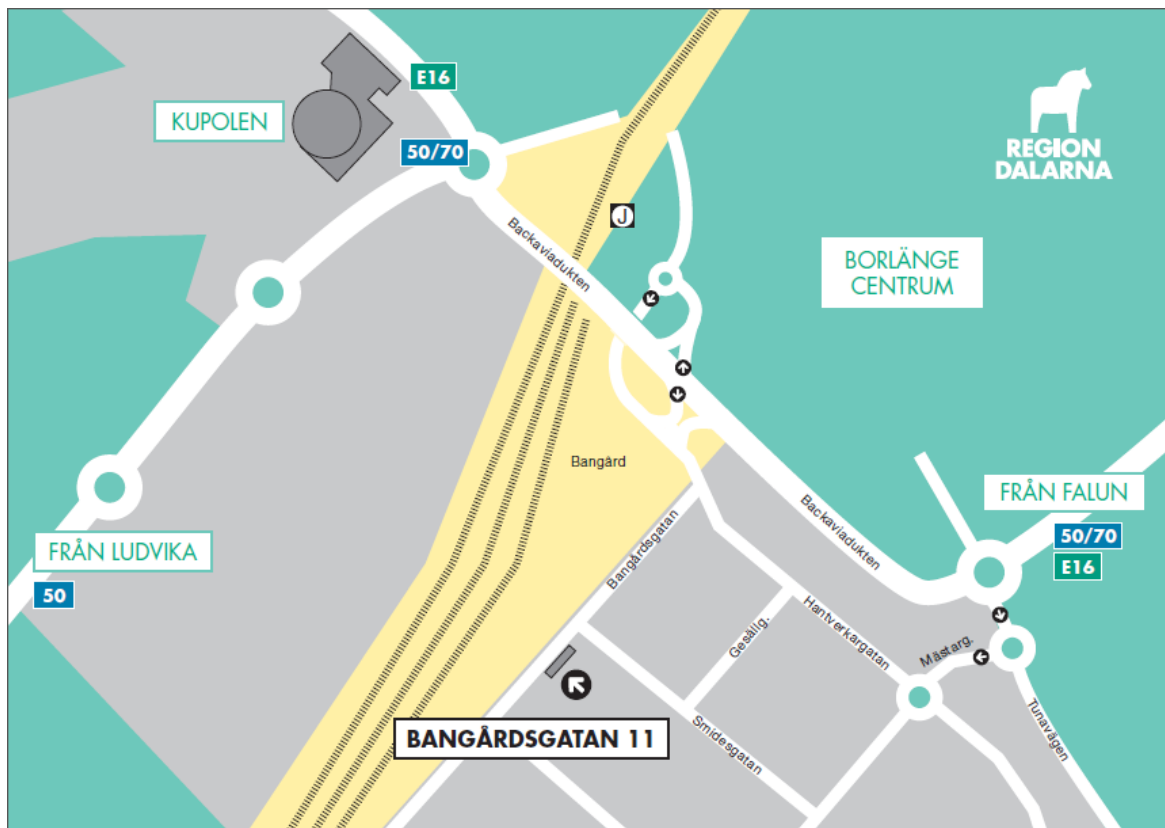 E16
KUPOLEN
50/70
REGION
DALARNA
J
Backaviadukten
BORLÄNGE
CENTRUM
Bangård
FRÅN FALUN
50/70
E16
Backaviadukten
Bangårdsgatan
FRÅN LUDVIKA
50
Hantverkargatan
Gesällg.
Mästarg.
Tunavägen
Smidesgatan
BANGÅRDSGATAN 11